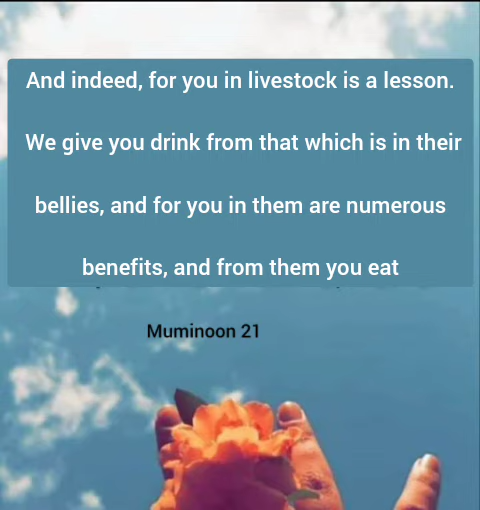 And indeed, for you in livestock is a lesson.
We give you drink from that which is in their
bellies, and for you in them are numerous
benefits, and from them you eat
Muminoon 21